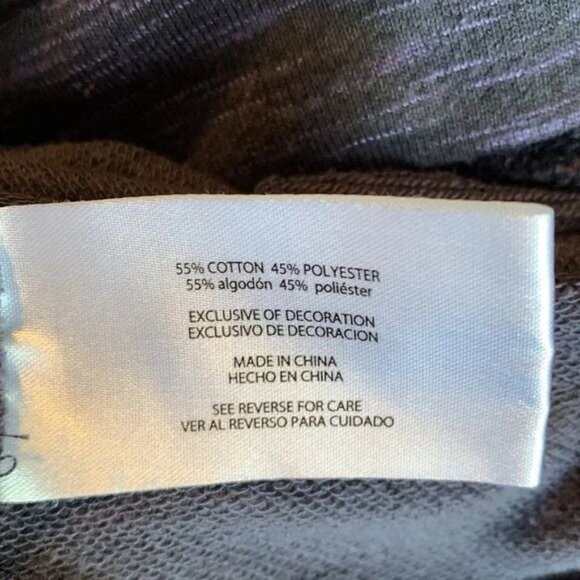 55% COTTON 45% POLYESTER
55% algodón 45% poliéster
EXCLUSIVE OF DECORATION
EXCLUSIVO DE DECORACION
MADE IN CHINA
HECHO EN CHINA
SEE REVERSE FOR CARE
VER AL REVERSO PARA CUIDADO